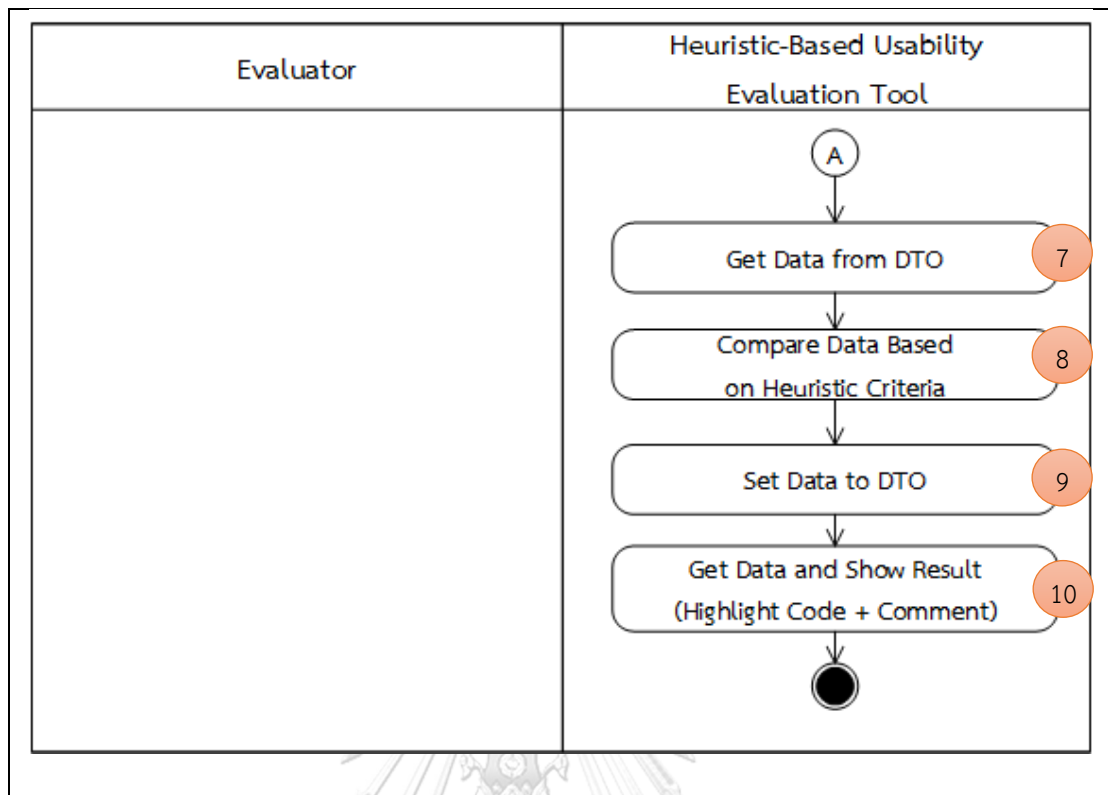 Evaluator
Heuristic-Based Usability
Evaluation Tool
A
Get Data from DTO
7
Compare Data Based
on Heuristic Criteria
8
Set Data to DTO
9
Get Data and Show Result
(Highlight Code + Comment)
10